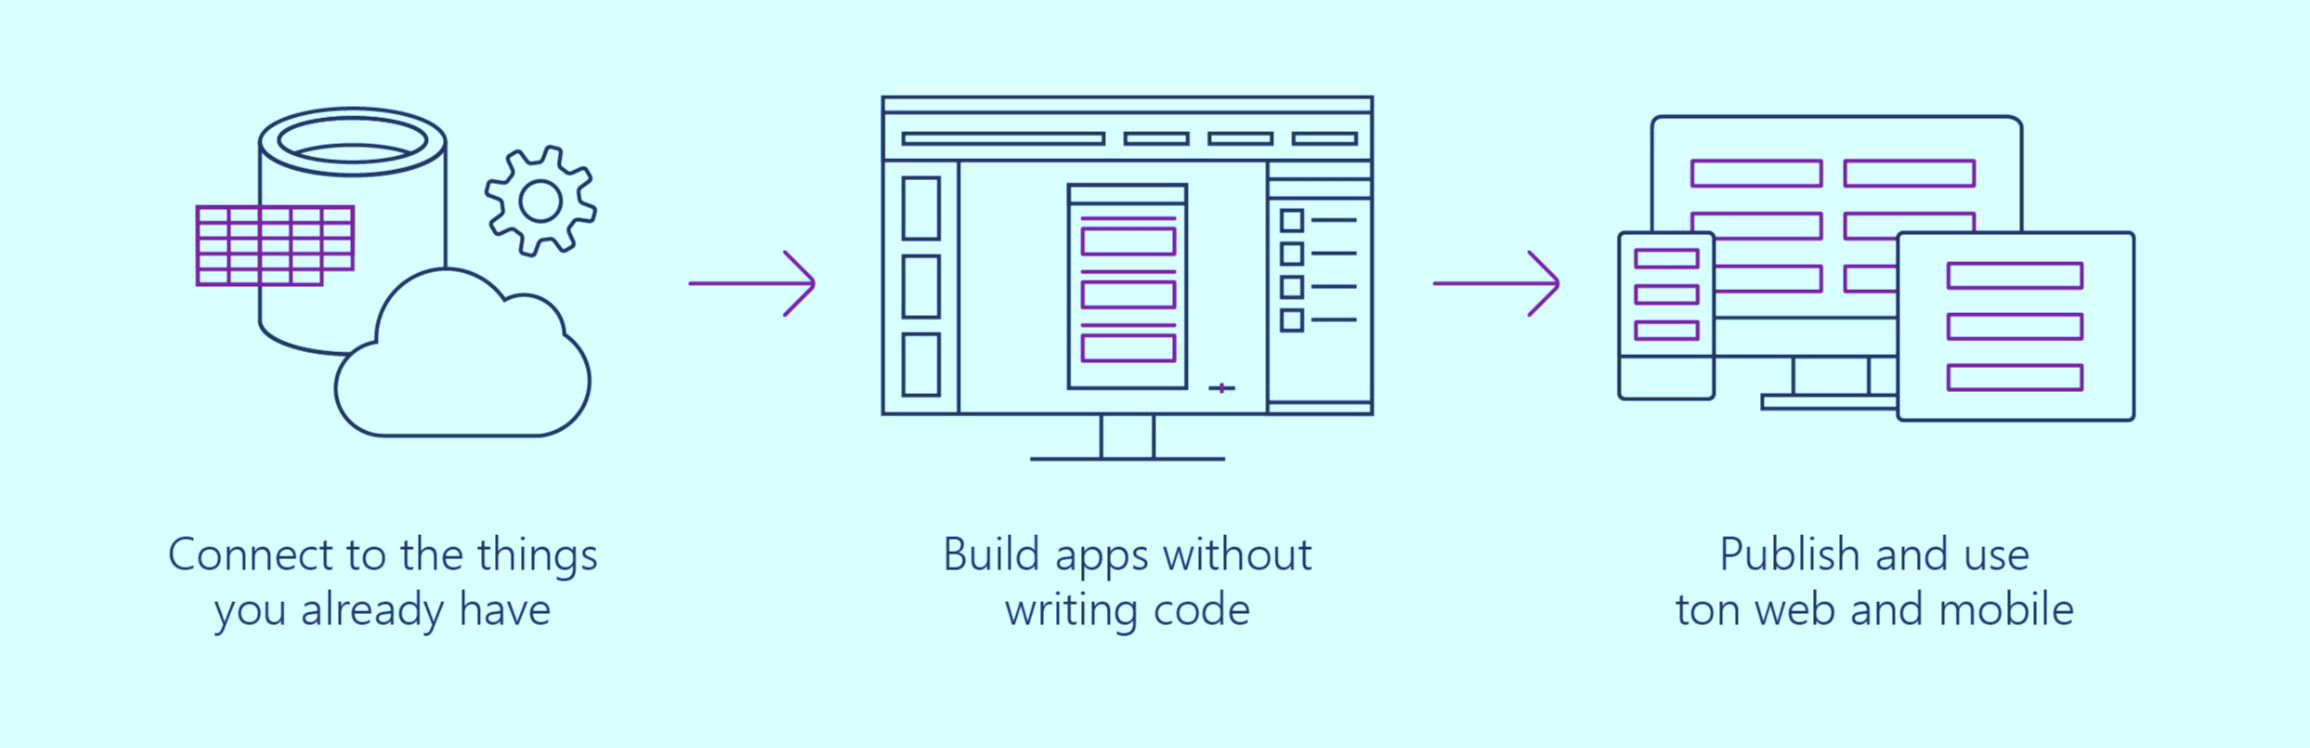 Connect to the things
you already have
Build apps without
writing code
Publish and use
ton web and mobile